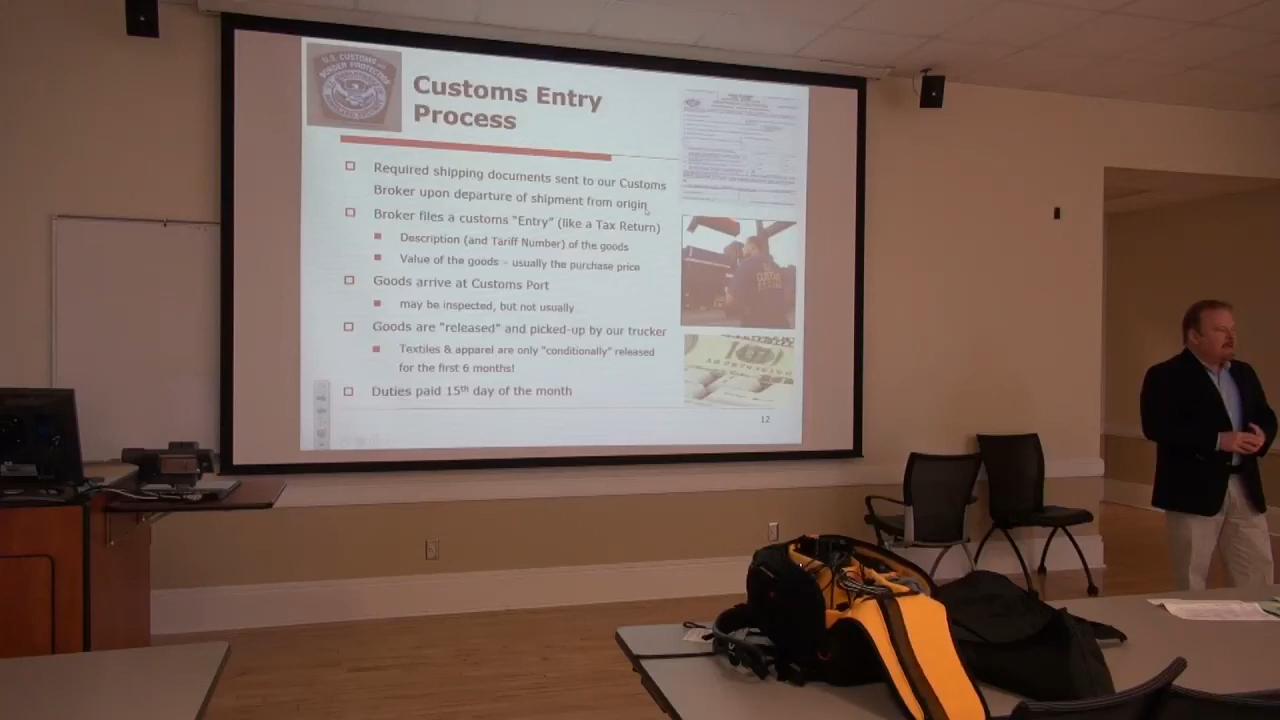 U.S. CUSTOMS AND
BORDER PROTECTION
Customs Entry
Process
Required shipping documents sent to our Customs
Broker upon departure of shipment from origin
Broker files a customs “Entry” (like a Tax Return)
Description (and Tariff Number) of the goods
Value of the goods – usually the purchase price
Goods arrive at Customs Port
may be inspected, but not usually
Goods are "released" and picked-up by our trucker
Textiles & apparel are only "conditionally" released
for the first 6 months!
Duties paid 15th day of the month
12